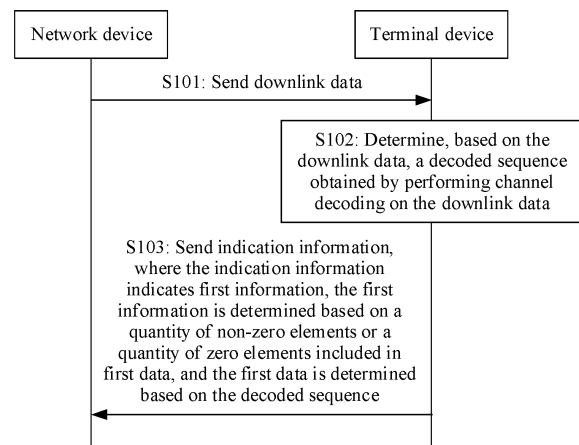 Network device
Terminal device
S101: Send downlink data
S102: Determine, based on the
downlink data, a decoded sequence
obtained by performing channel
decoding on the downlink data
S103: Send indication information,
where the indication information
indicates first information, the first
information is determined based on a
quantity of non-zero elements or a
quantity of zero elements included in
first data, and the first data is determined
based on the decoded sequence